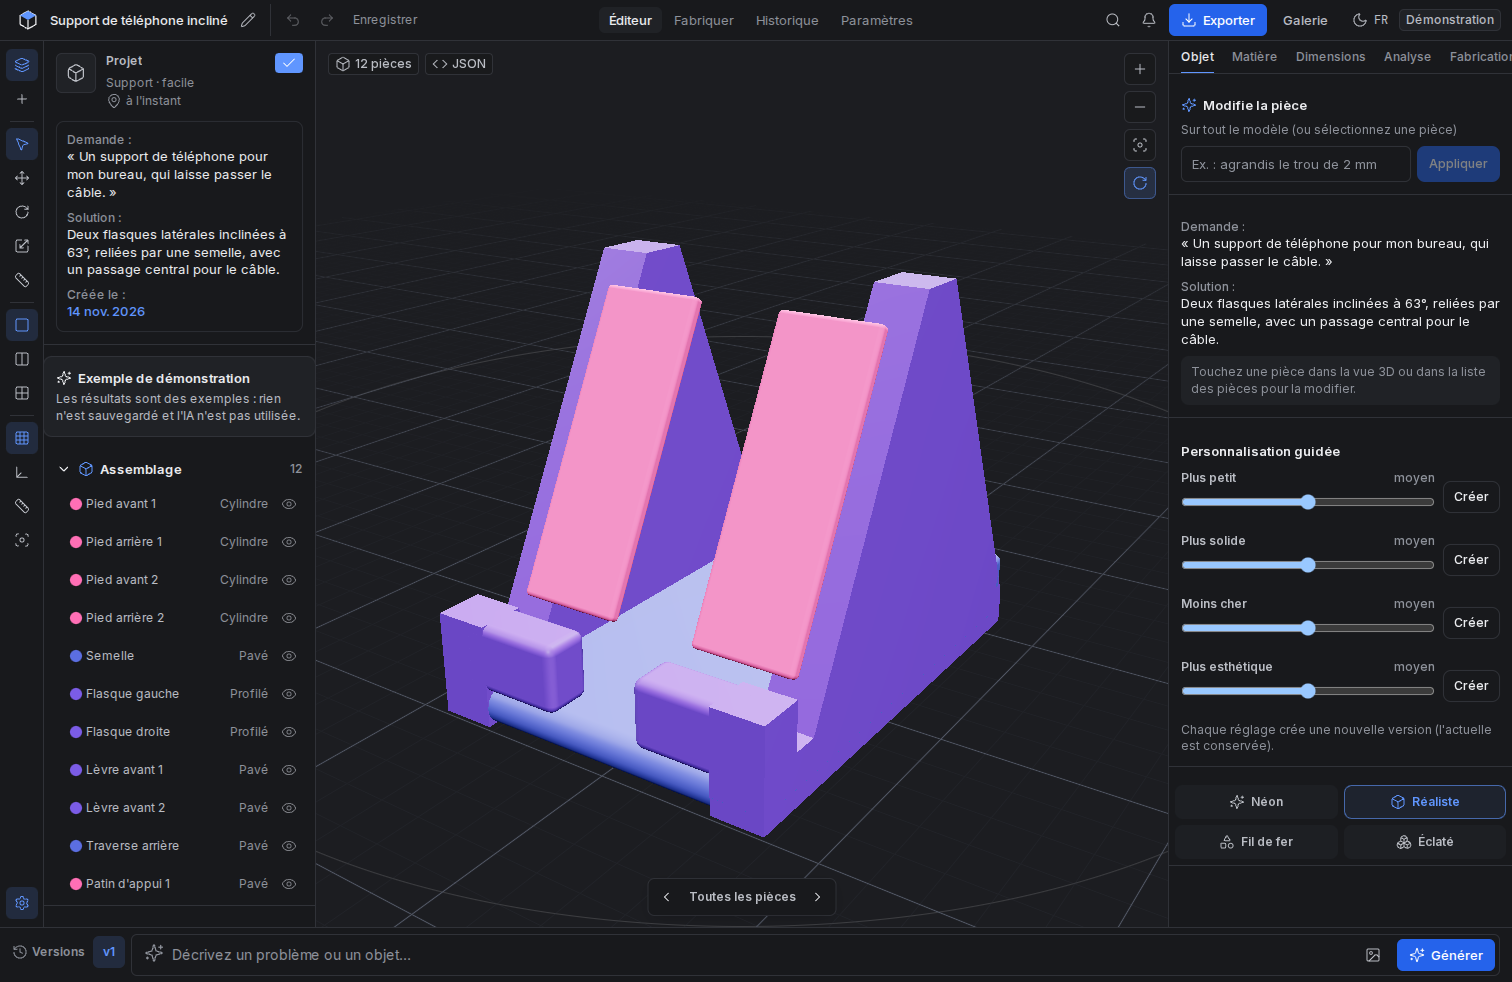 Support de téléphone incliné
Enregistrer
Éditeur
Fabriquer
Historique
Paramètres
Exporter
Galerie
FR
Démonstration
Projet
Support · facile
à l'instant
Demande :
« Un support de téléphone pour
mon bureau, qui laisse passer le
câble. »
Solution :
Deux flasques latérales inclinées à
63°, reliées par une semelle, avec
un passage central pour le câble.
Créée le :
14 nov. 2026
Exemple de démonstration
Les résultats sont des exemples : rien
n'est sauvegardé et l'IA n'est pas utilisée.
Assemblage 12
Pied avant 1 Cylindre
Pied arrière 1 Cylindre
Pied avant 2 Cylindre
Pied arrière 2 Cylindre
Semelle Pavé
Flasque gauche Profilé
Flasque droite Profilé
Lèvre avant 1 Pavé
Lèvre avant 2 Pavé
Traverse arrière Pavé
Patin d'appui 1 Pavé
12 pièces
JSON
Toutes les pièces
Objet
Matière
Dimensions
Analyse
Fabrication
Modifie la pièce
Sur tout le modèle (ou sélectionnez une pièce)
Ex. : agrandis le trou de 2 mm
Appliquer
Demande :
« Un support de téléphone pour mon bureau, qui
laisse passer le câble. »
Solution :
Deux flasques latérales inclinées à 63°, reliées par
une semelle, avec un passage central pour le
câble.
Touchez une pièce dans la vue 3D ou dans la liste
des pièces pour la modifier.
Personnalisation guidée
Plus petit moyen
Créer
Plus solide moyen
Créer
Moins cher moyen
Créer
Plus esthétique moyen
Créer
Chaque réglage crée une nouvelle version (l'actuelle
est conservée).
Néon
Réaliste
Fil de fer
Éclaté
Versions
v1
Décrivez un problème ou un objet...
Générer